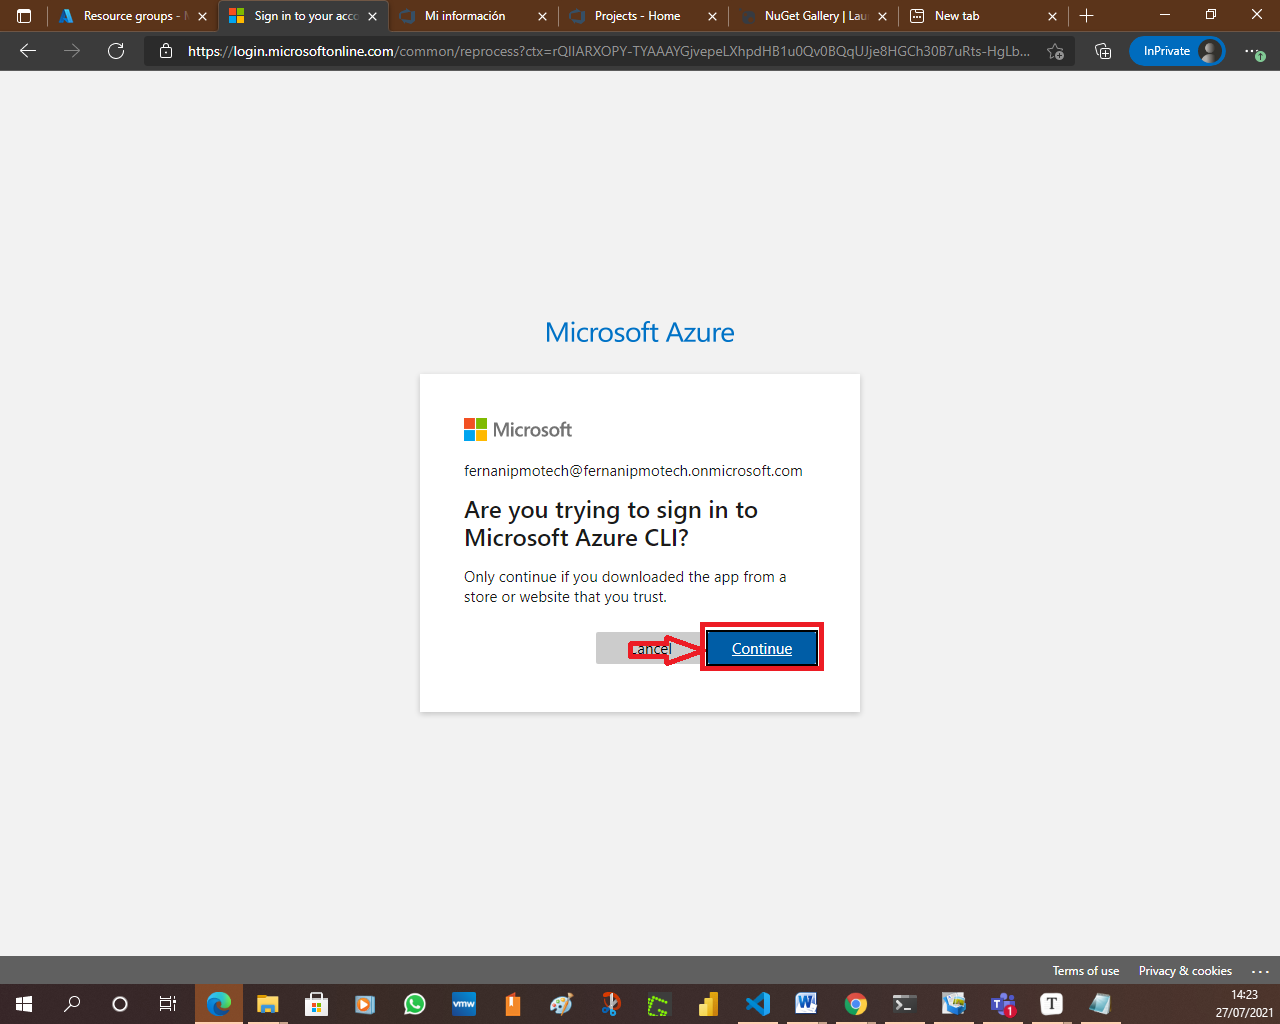 Resource groups - M
Sign in to your acco
Mi información
Projects - Home
NuGet Gallery | Lau
New tab
https://login.microsoftonline.com/common/reprocess?ctx=rQIIARXOPY-TYAAAYGjvepeLXhpdHB1u0Qv0BQqUJje8HGCh30B7uRts-HgLb...
InPrivate
Microsoft Azure
Microsoft
fernanipmotech@fernanipmotech.onmicrosoft.com
Are you trying to sign in to
Microsoft Azure CLI?
Only continue if you downloaded the app from a
store or website that you trust.
Cancel
Continue
Terms of use
Privacy & cookies
...
vmw
W
T
1
14:23
27/07/2021